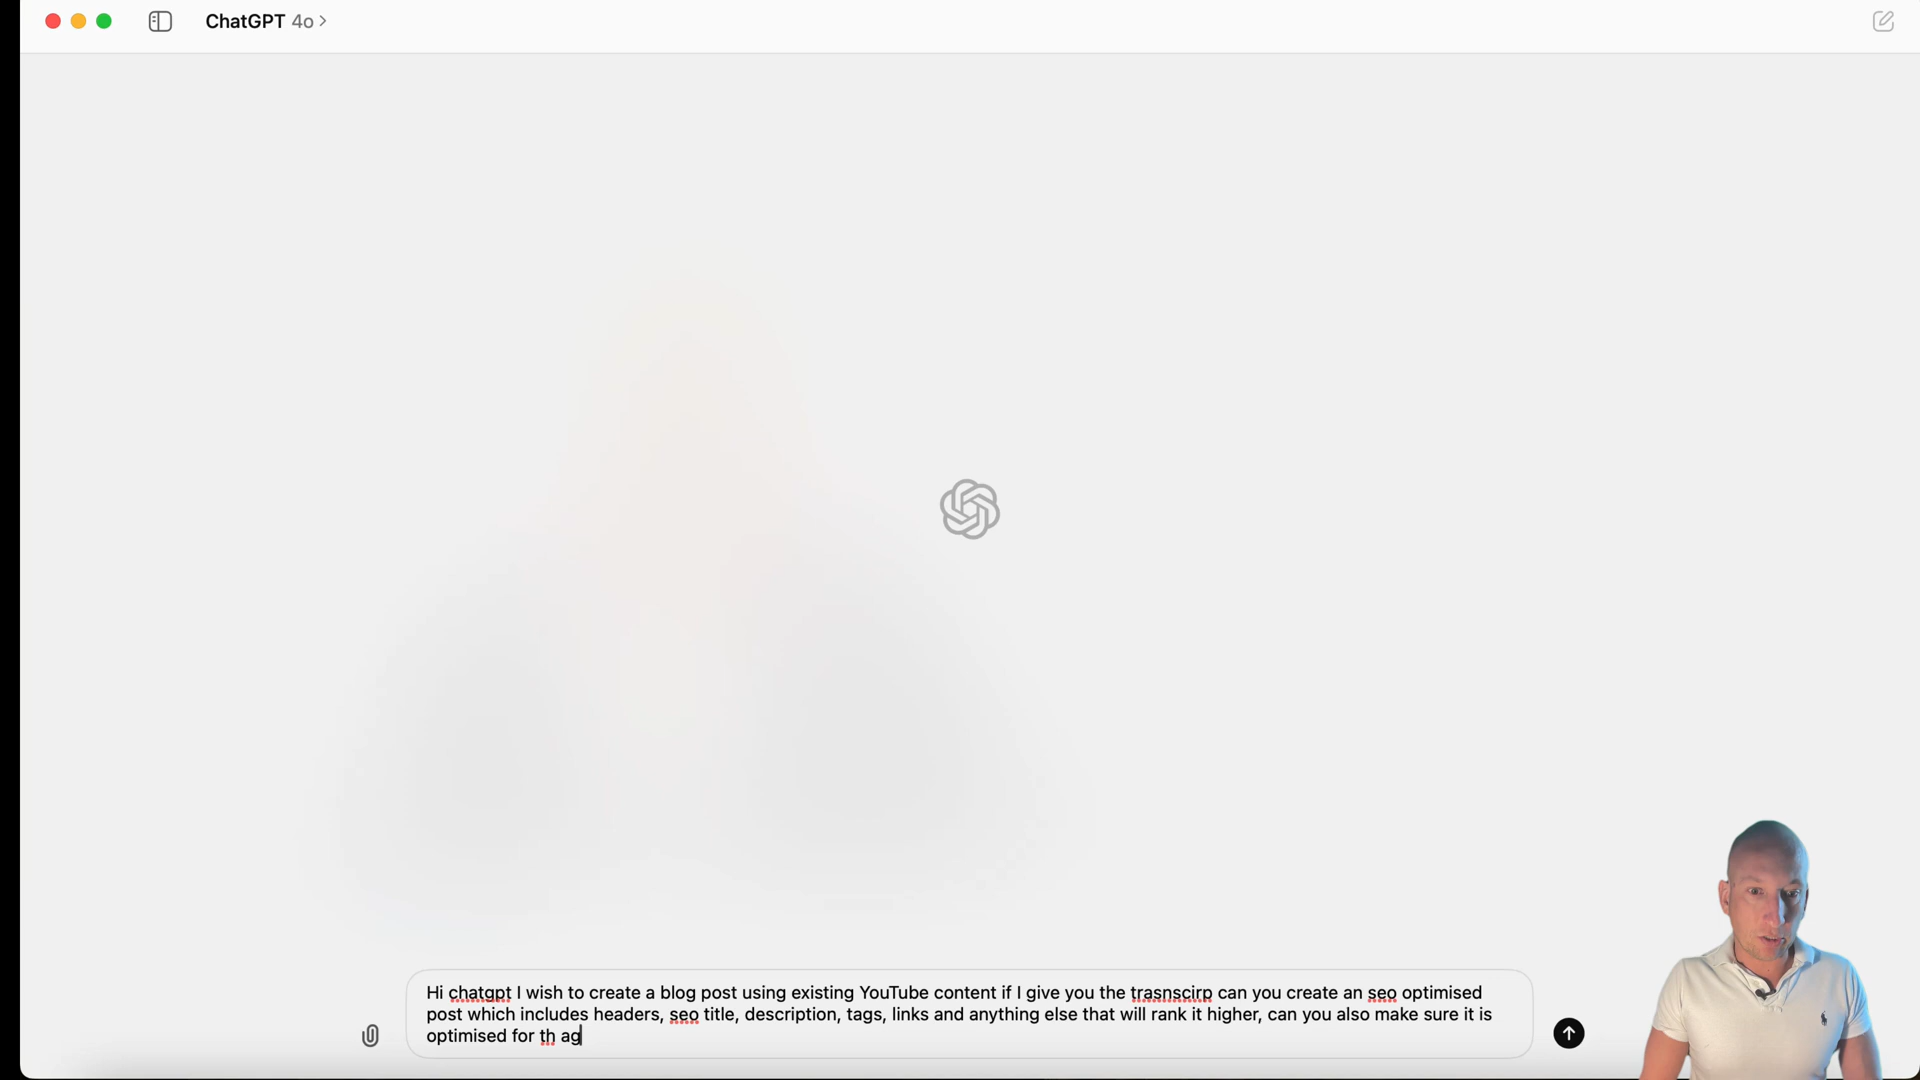 ChatGPT 4o >
Hi chatgpt I wish to create a blog post using existing YouTube content if I give you the trasnscirp can you create an seo optimised
post which includes headers, seo title, description, tags, links and anything else that will rank it higher, can you also make sure it is
optimised for th ag